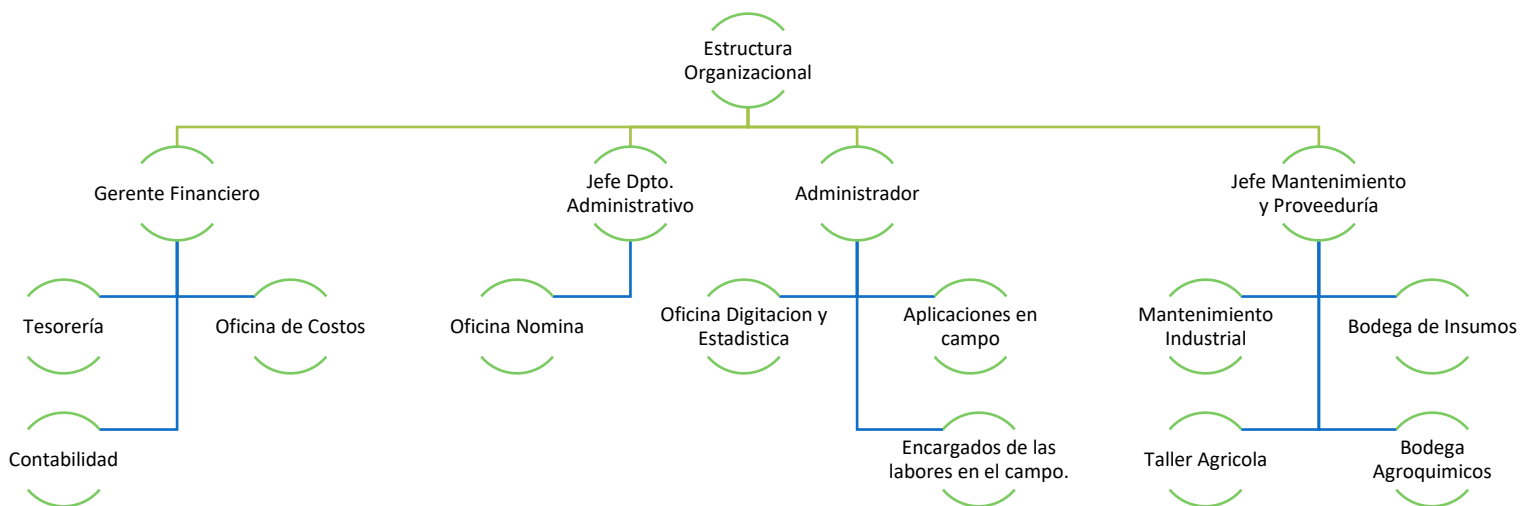 Estructura
Organizacional
Gerente Financiero
Jefe Dpto.
Administrativo
Administrador
Jefe Mantenimiento
y Proveeduría
Tesorería
Oficina de Costos
Oficina Nomina
Oficina Digitacion y
Estadistica
Aplicaciones en
campo
Mantenimiento
Industrial
Bodega de Insumos
Contabilidad
Encargados de las
labores en el campo.
Taller Agricola
Bodega
Agroquimicos